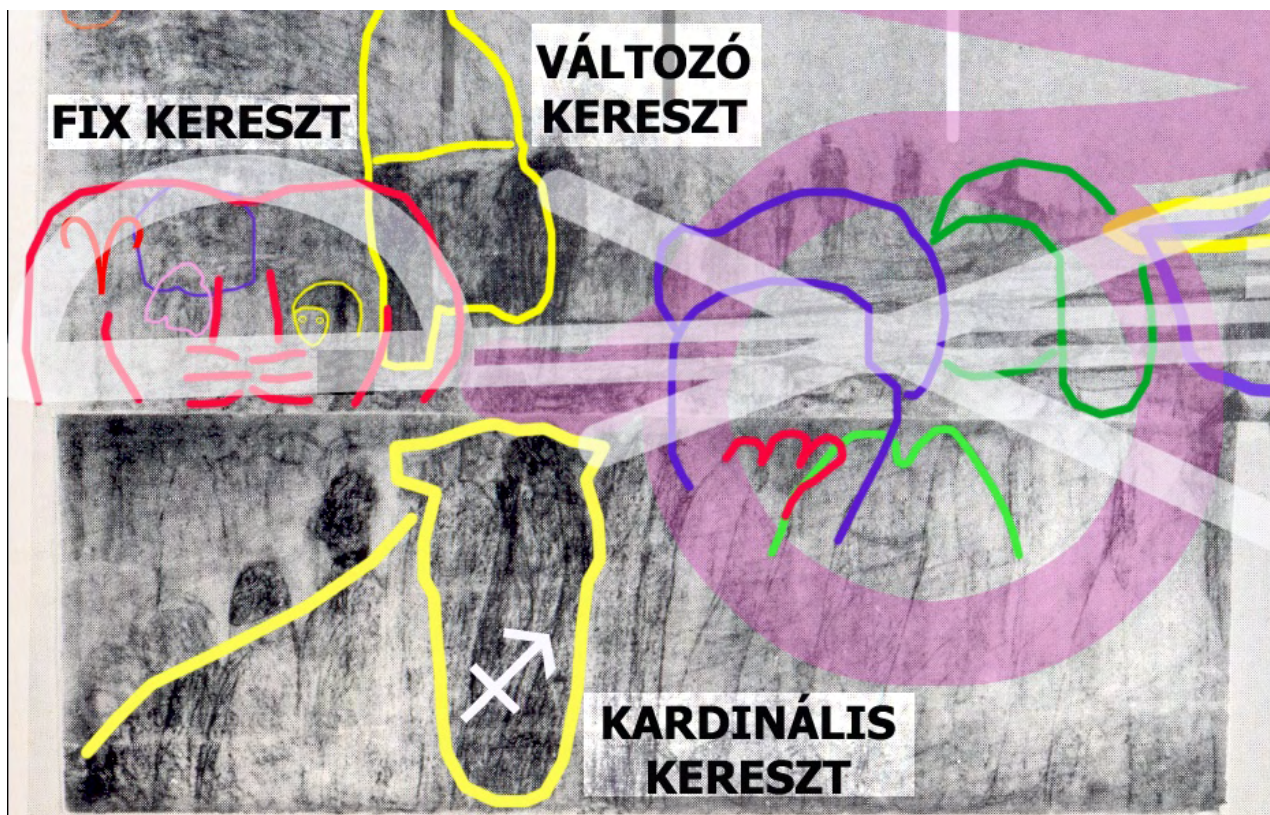 VÁLTOZÓ
KERESZT
FIX KERESZT
KARDINÁLIS
KERESZT